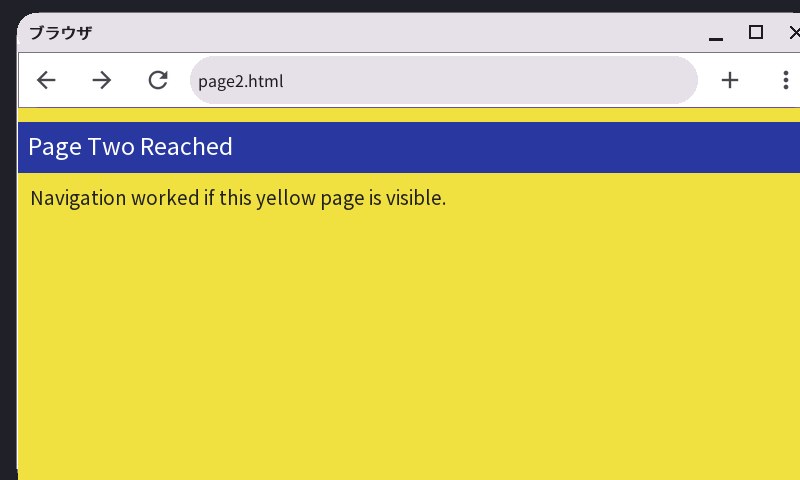 ブラウザ
page2.html
Page Two Reached
Navigation worked if this yellow page is visible.